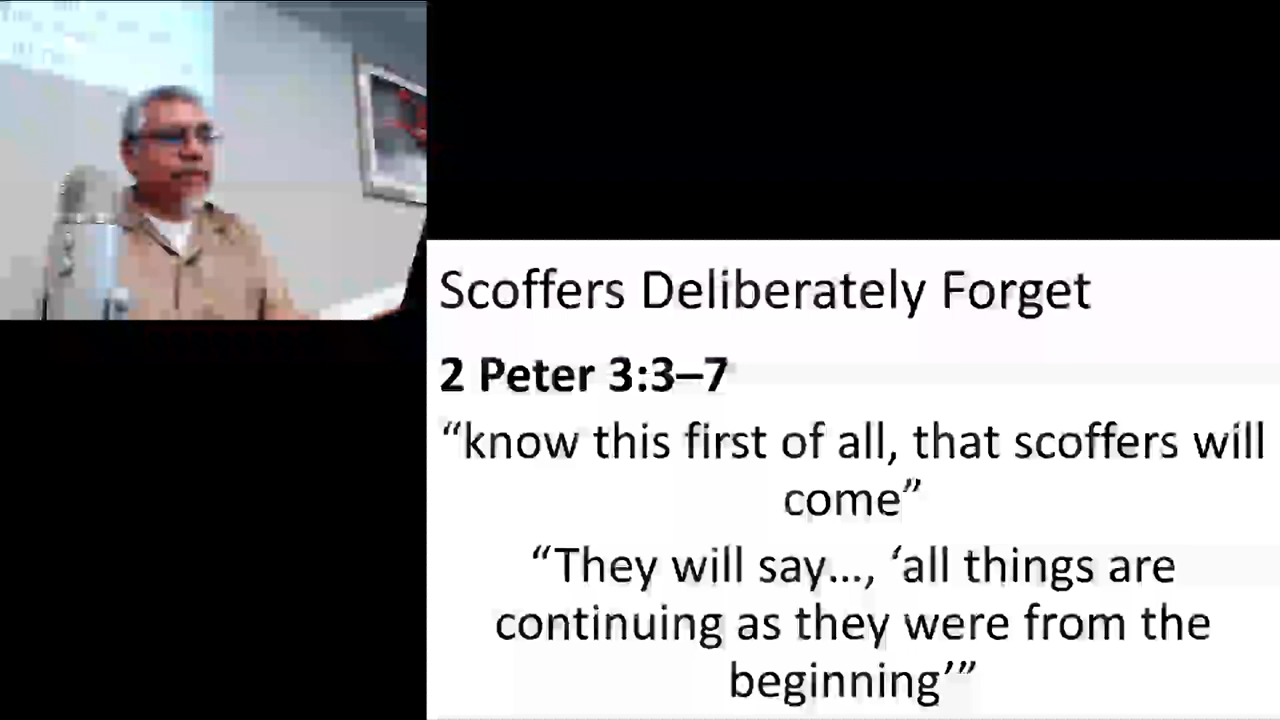 Scoffers Deliberately Forget
2 Peter 3:3–7
“know this first of all, that scoffers will
come”
“They will say…, ‘all things are
continuing as they were from the
beginning’”